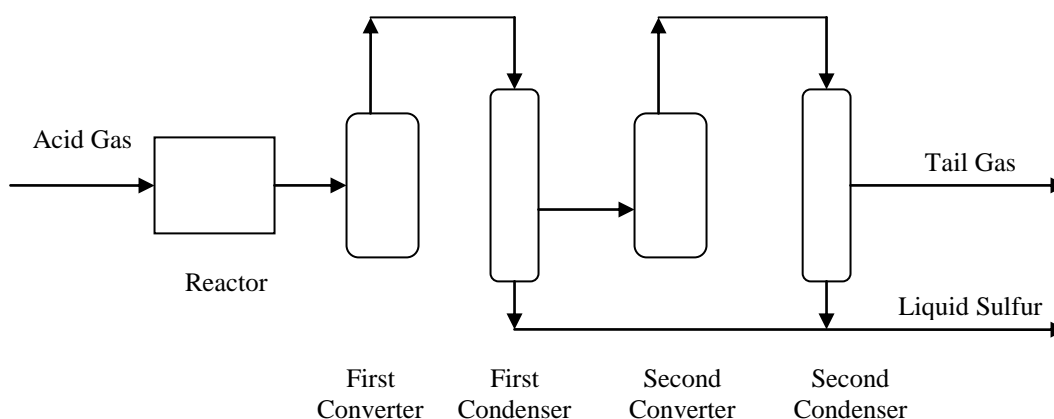 Acid Gas
Tail Gas
Reactor
Liquid Sulfur
First
Converter
First
Condenser
Second
Converter
Second
Condenser